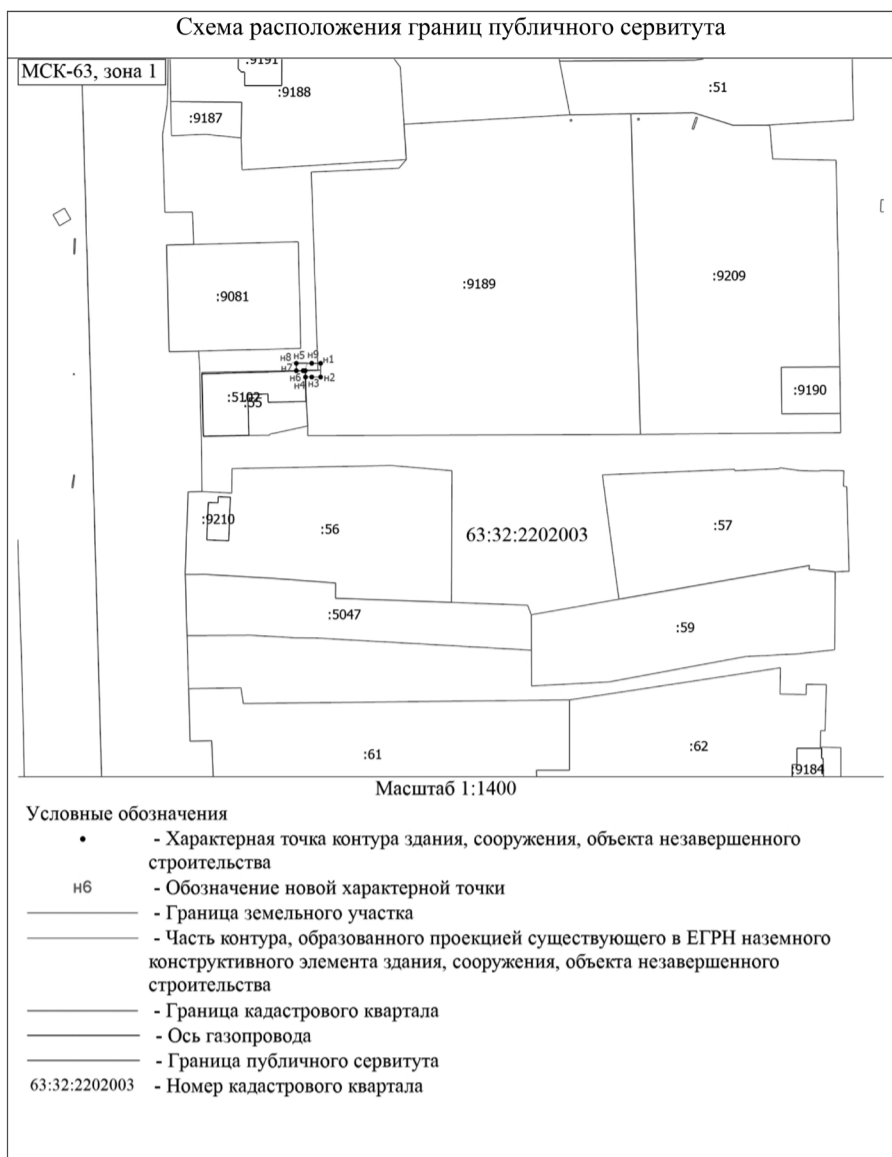 Схема расположения границ публичного сервитута
МСК-63, зона 1
:9191
:9188
:51
:9187
:9189
:9209
:9081
н8 н5 н9 н1
н7
н6 н4 н3 н2
:5102
:55
:9190
:9210
:56
63:32:2202003
:57
:5047
:59
:61
:62
:9184
Масштаб 1:1400
Условные обозначения
• - Характерная точка контура здания, сооружения, объекта незавершенного
строительства
н6 - Обозначение новой характерной точки
- Граница земельного участка
- Часть контура, образованного проекцией существующего в ЕГРН наземного
конструктивного элемента здания, сооружения, объекта незавершенного
строительства
- Граница кадастрового квартала
- Ось газопровода
- Граница публичного сервитута
63:32:2202003 - Номер кадастрового квартала